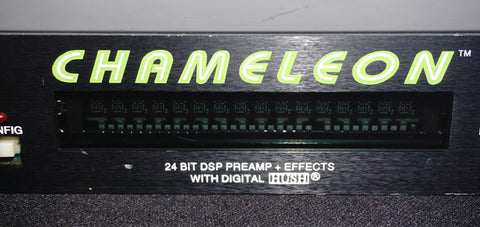 CHAMELEON™
NFIG
24 BIT DSP PREAMP + EFFECTS
WITH DIGITAL HUSH®